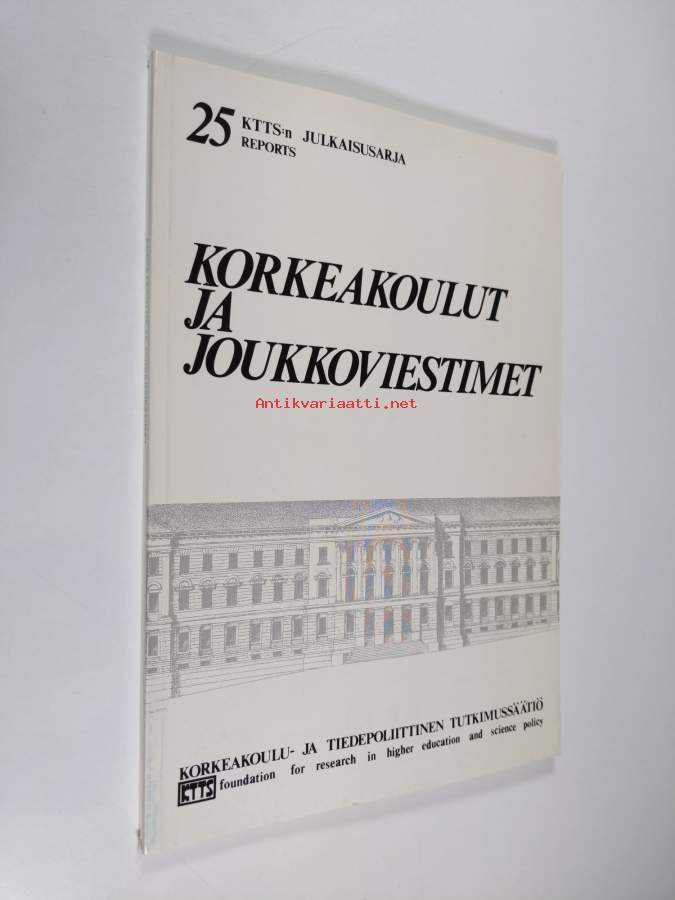 25 KTTS:n JULKAISUSARJA
REPORTS
KORKEAKOULUT
JA
JOUKKOVIESTIMET
Antikvariaatti.net
KORKEAKOULU- JA TIEDEPOLIITTINEN TUTKIMUSSÄÄTIÖ
KTTS foundation for research in higher education and science policy